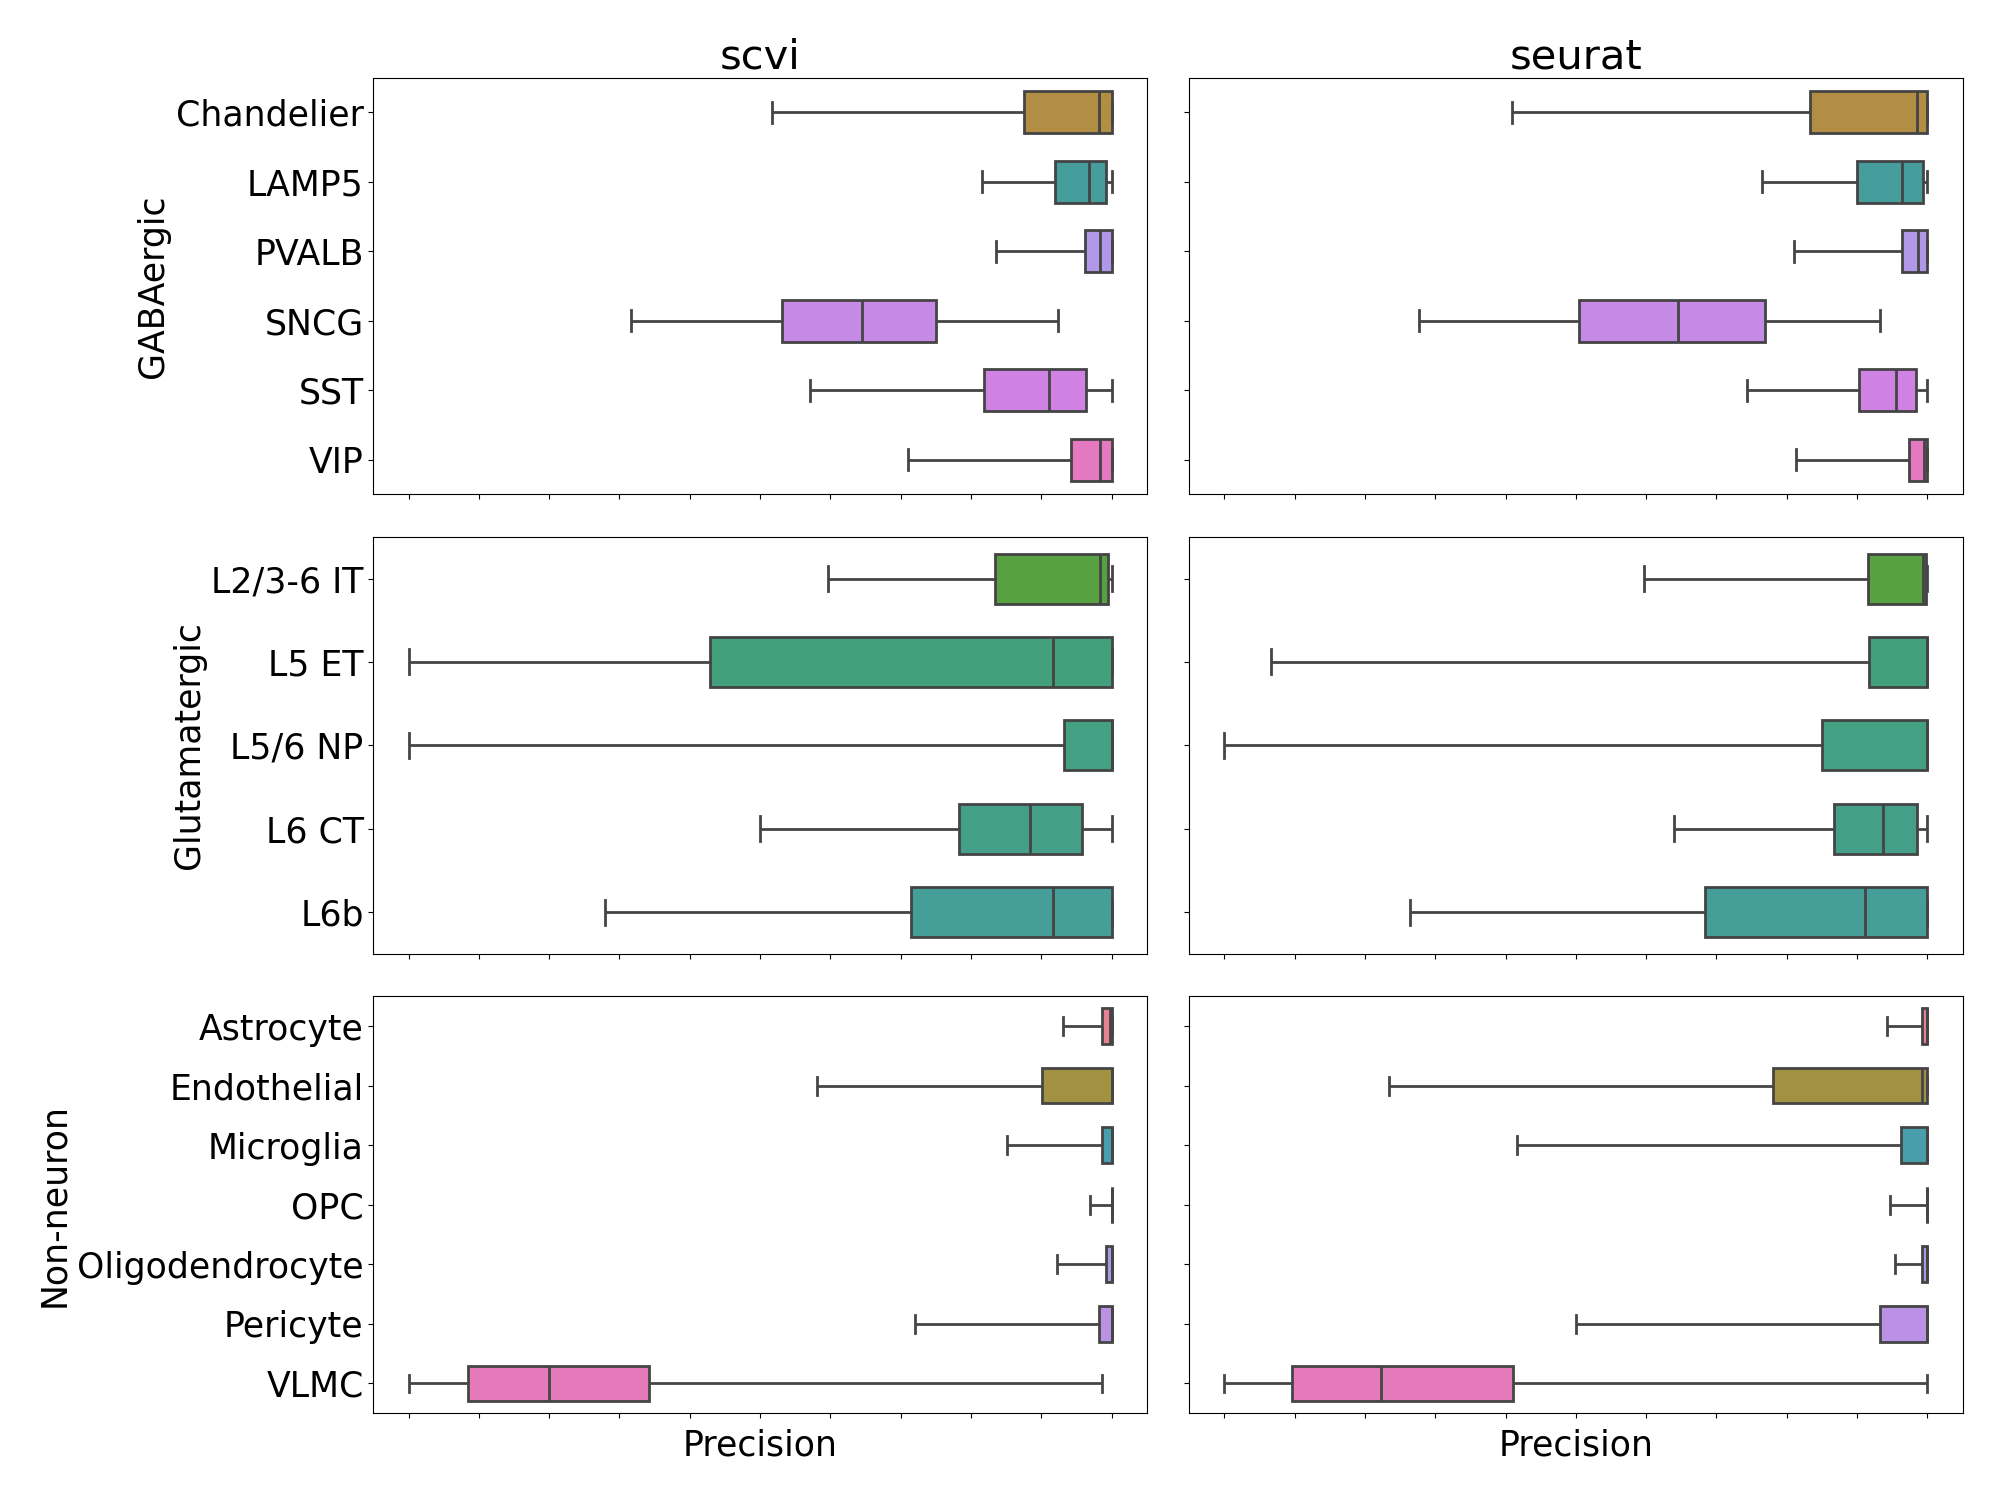 scvi
seurat
GABAergic
Chandelier
LAMP5
PVALB
SNCG
SST
VIP
Glutamatergic
L2/3-6 IT
L5 ET
L5/6 NP
L6 CT
L6b
Non-neuron
Astrocyte
Endothelial
Microglia
OPC
Oligodendrocyte
Pericyte
VLMC
Precision
Precision